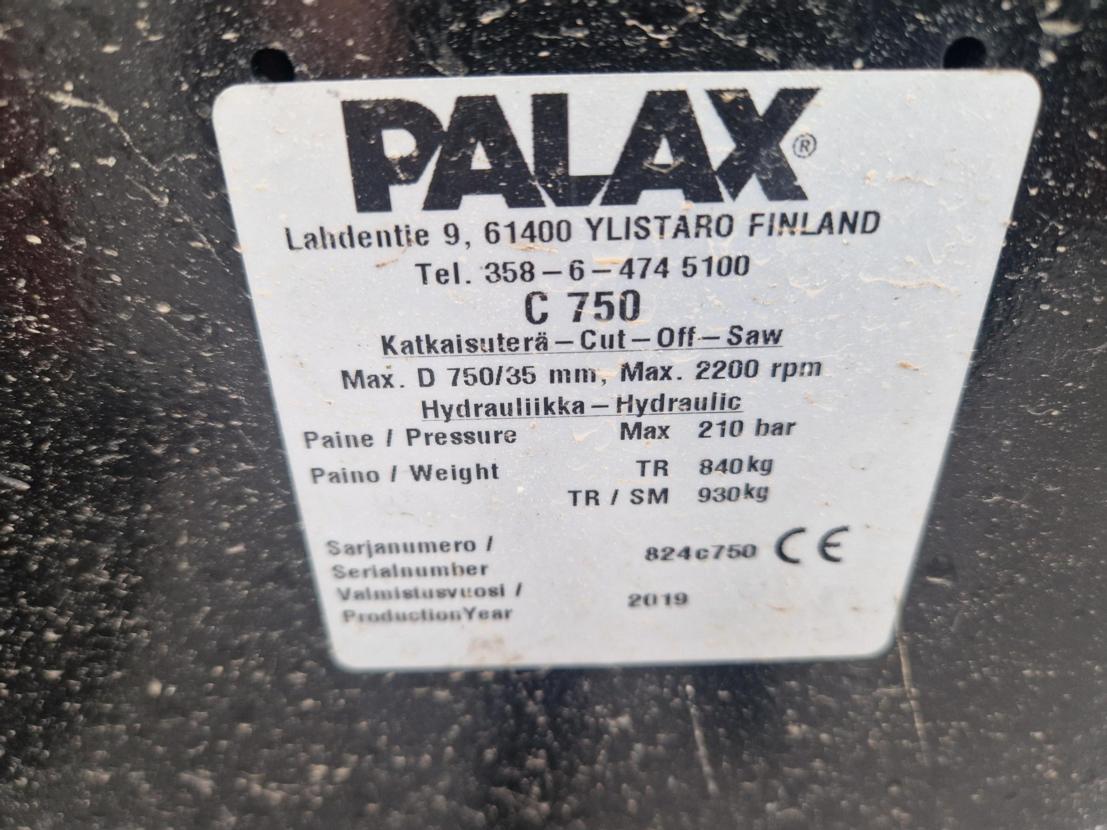 PALAX®
Lahdentie 9, 61400 YLISTARO FINLAND
Tel. 358-6-474 5100
C 750
Katkaisuterä-Cut-Off-Saw
Max. D 750/35 mm, Max. 2200 rpm
Hydrauliikka-Hydraulic
Paine / Pressure Max 210 bar
Paino / Weight TR 840kg
TR / SM 930kg
Sarjanumero / 824c750 CE
Serialnumber
Valmistusvuosi / 2019
ProductionYear